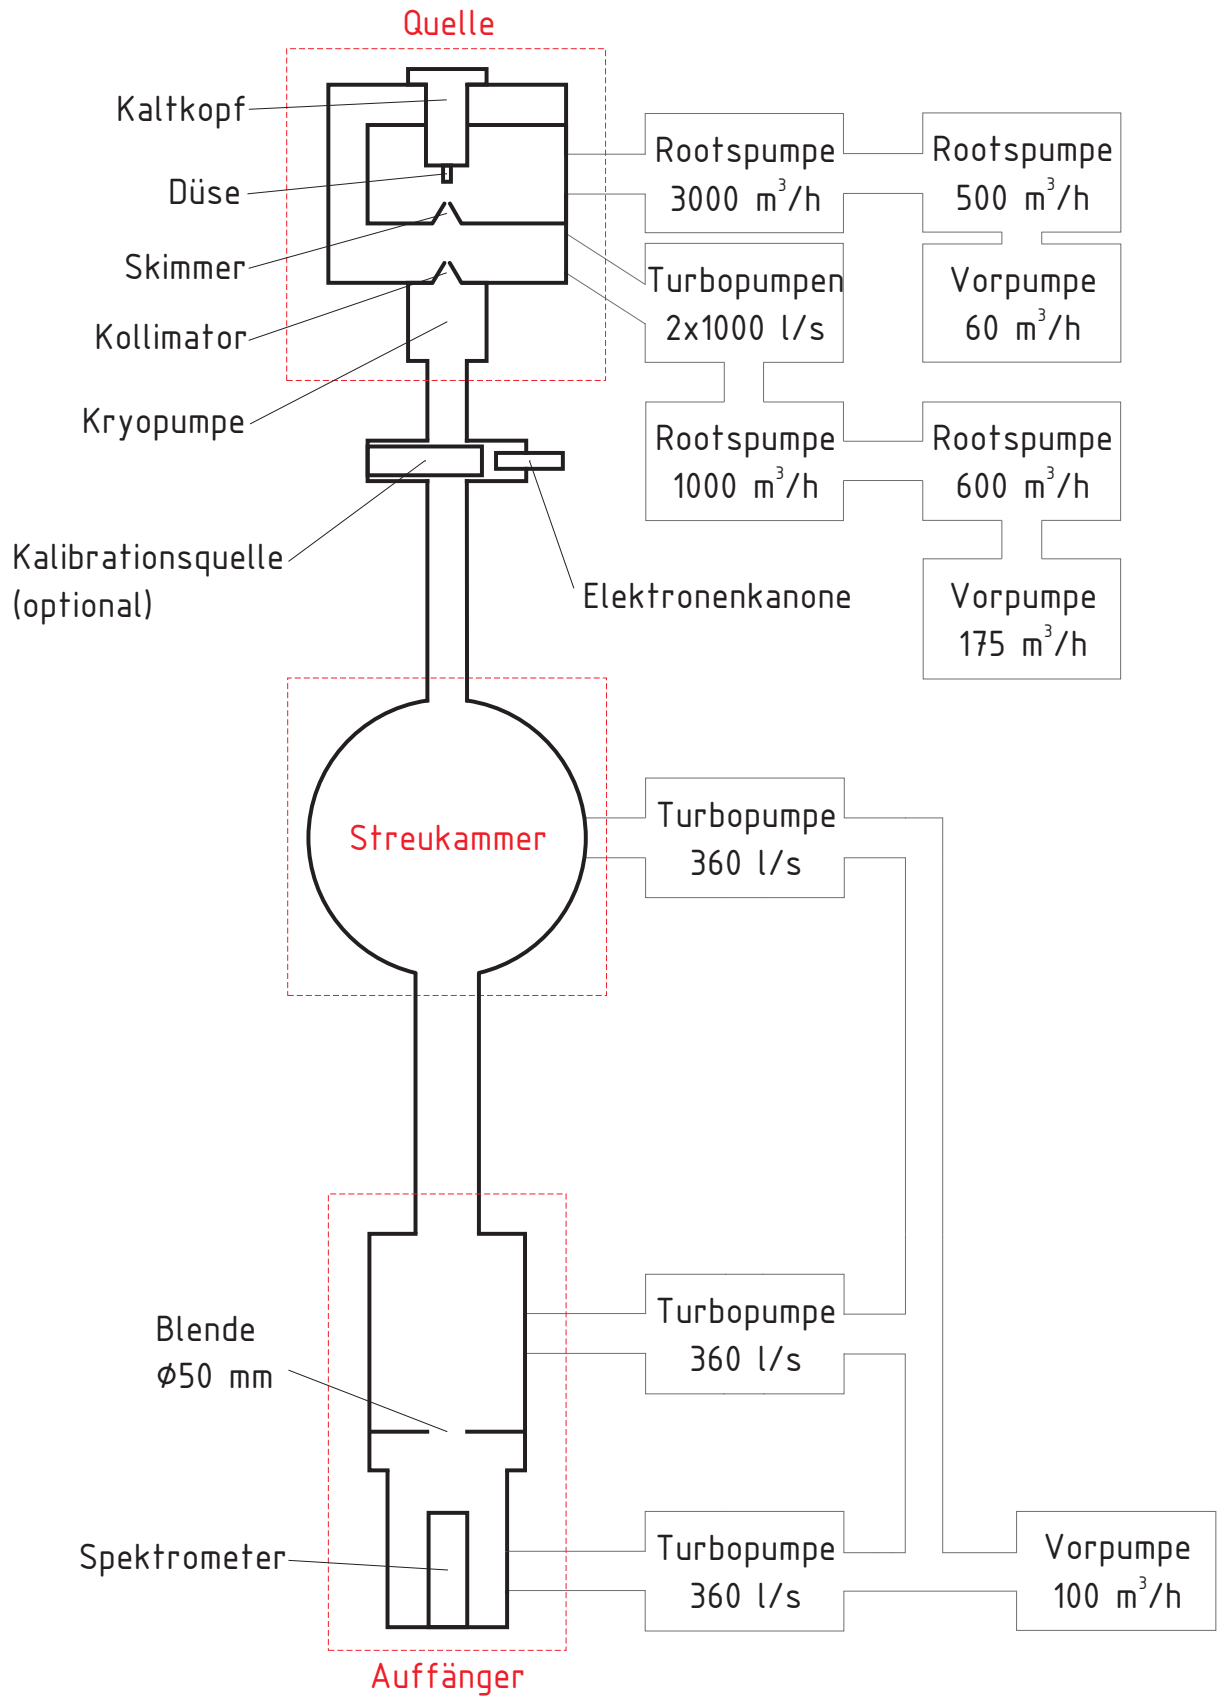 Quelle
Kaltkopf
Düse
Skimmer
Kollimator
Kryopumpe
Rootspumpe
3000 m³/h
Rootspumpe
500 m³/h
Turbopumpen
2x1000 l/s
Vorpumpe
60 m³/h
Rootspumpe
1000 m³/h
Rootspumpe
600 m³/h
Vorpumpe
175 m³/h
Kalibrationsquelle
(optional)
Elektronenkanone
Streukammer
Turbopumpe
360 l/s
Turbopumpe
360 l/s
Blende
Φ50 mm
Spektrometer
Turbopumpe
360 l/s
Vorpumpe
100 m³/h
Auffänger